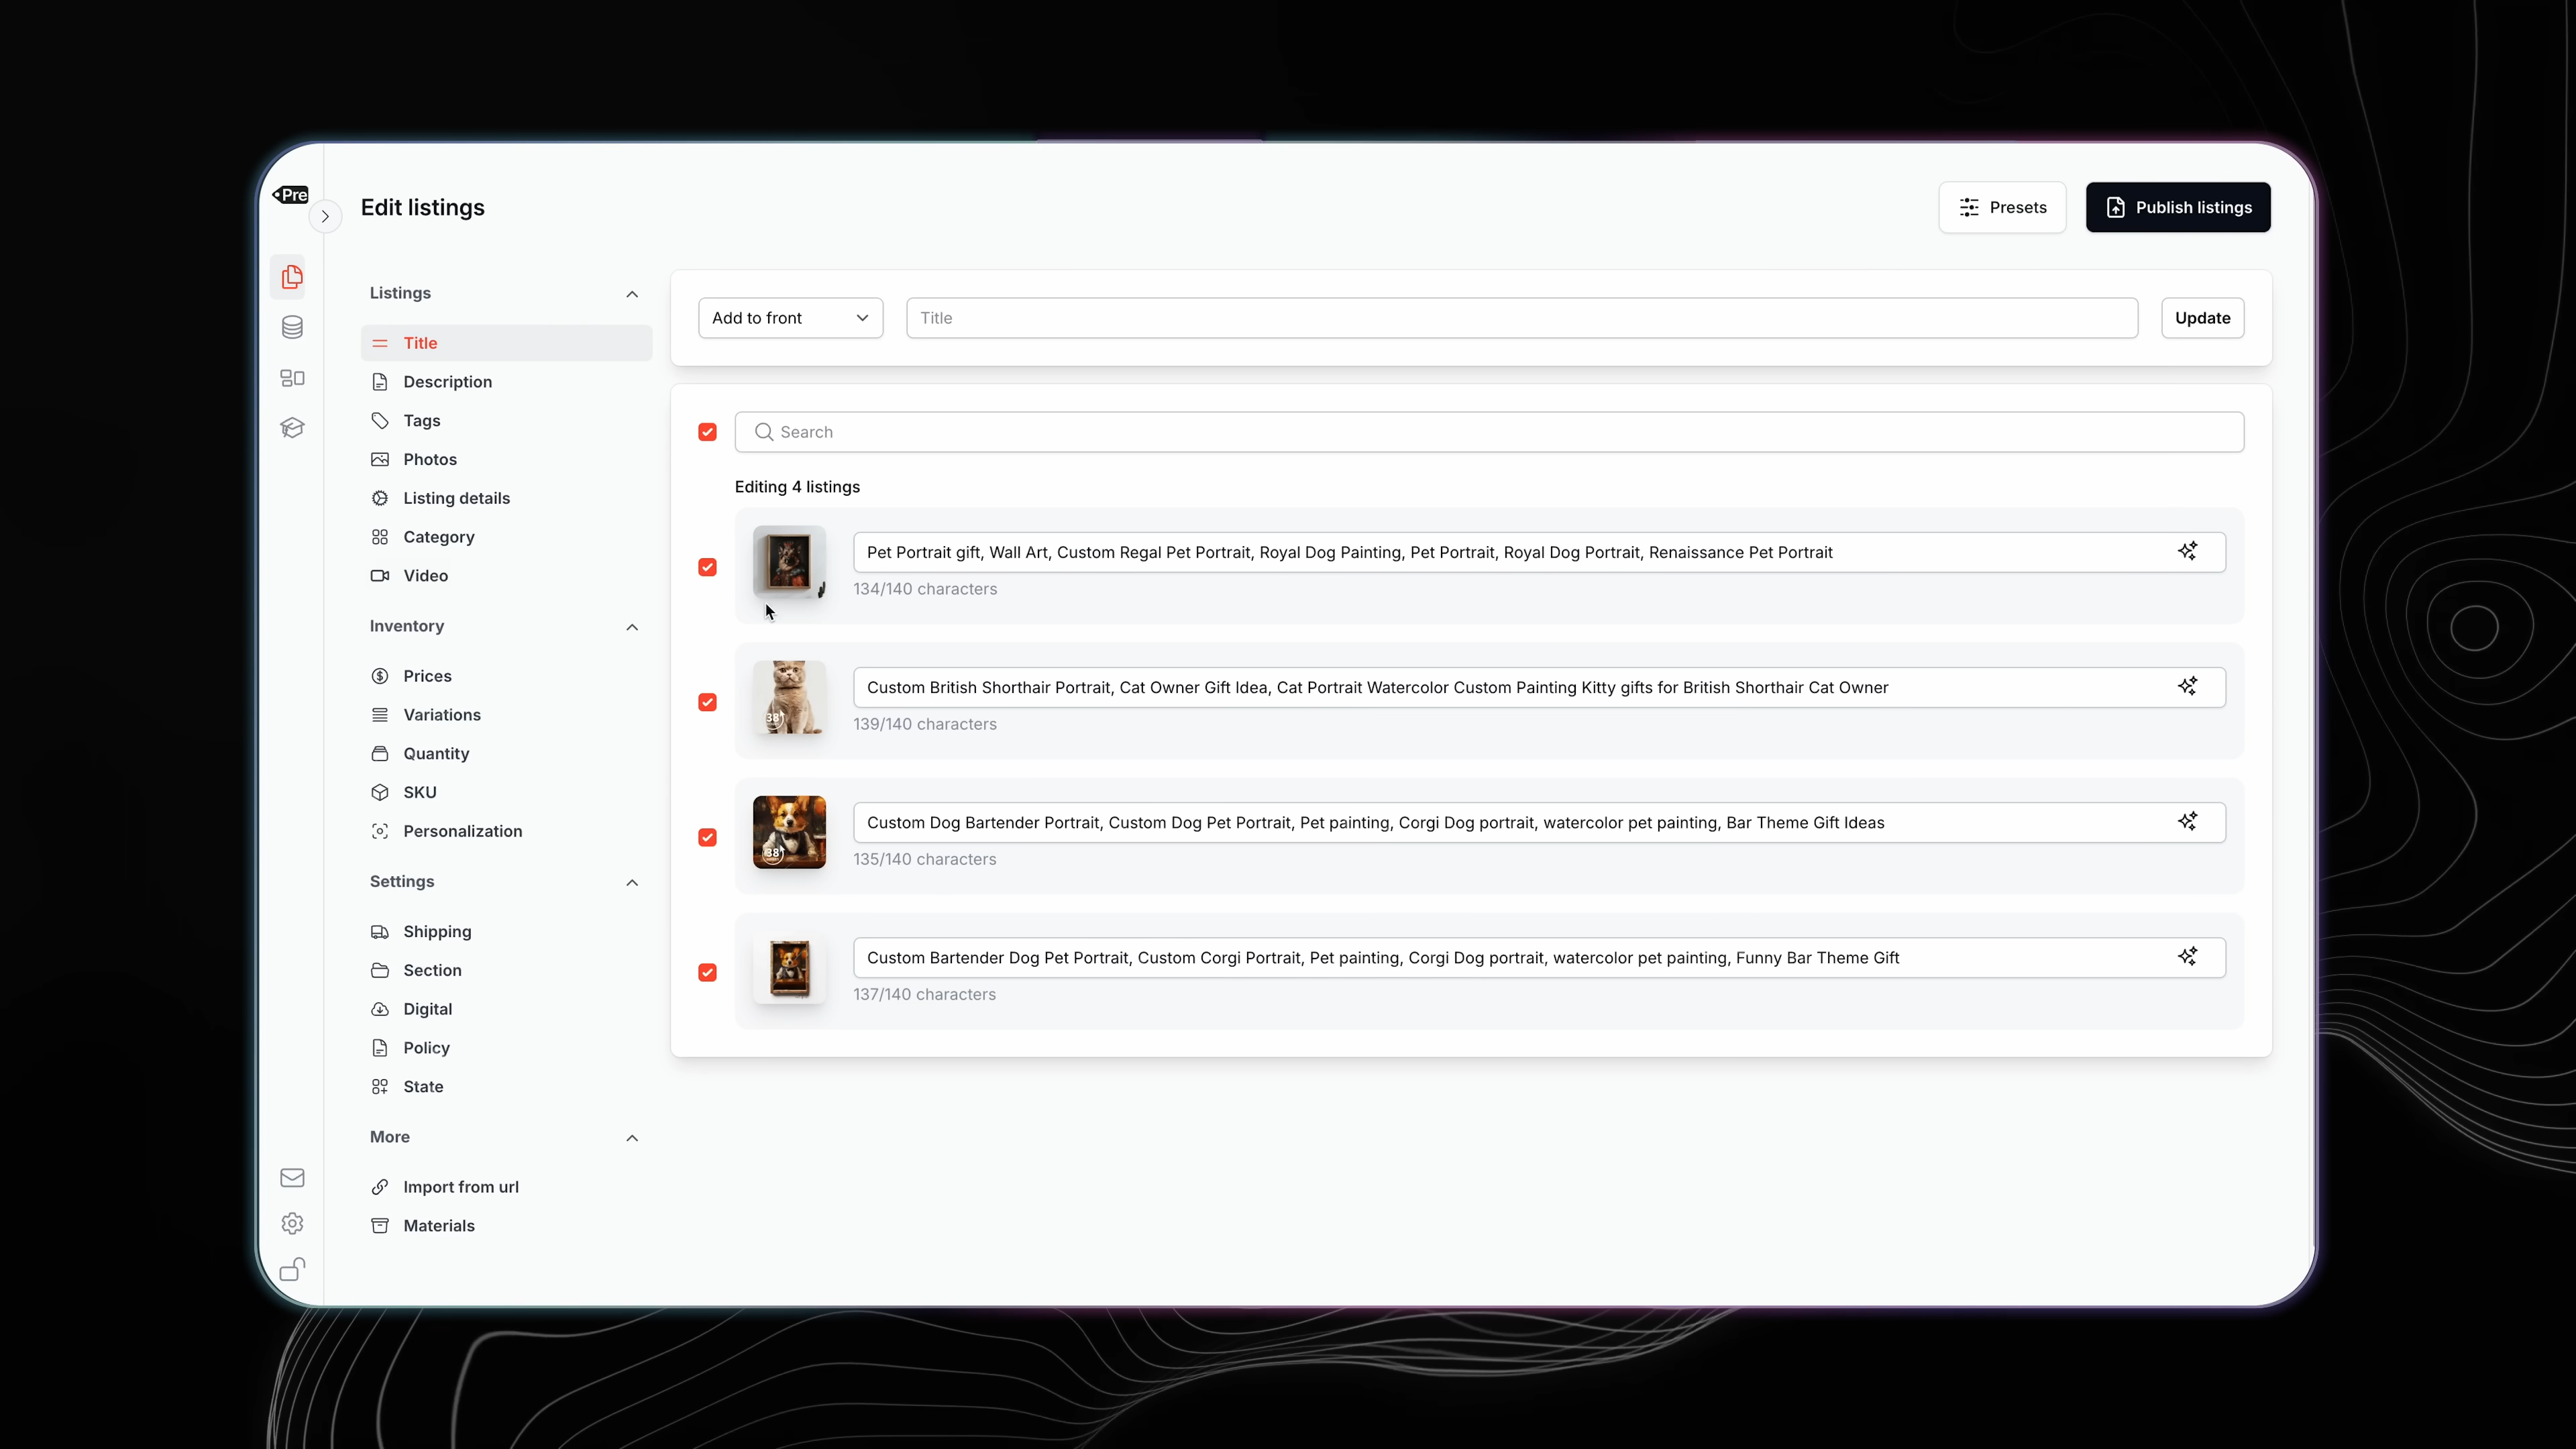 Pre
Edit listings
Presets
Publish listings
Listings
Title
Description
Tags
Photos
Listing details
Category
Video
Inventory
Prices
Variations
Quantity
SKU
Personalization
Settings
Shipping
Section
Digital
Policy
State
More
Import from url
Materials
Add to front
Title
Update
Search
Editing 4 listings
Pet Portrait gift, Wall Art, Custom Regal Pet Portrait, Royal Dog Painting, Pet Portrait, Royal Dog Portrait, Renaissance Pet Portrait
134/140 characters
38
Custom British Shorthair Portrait, Cat Owner Gift Idea, Cat Portrait Watercolor Custom Painting Kitty gifts for British Shorthair Cat Owner
139/140 characters
38
Custom Dog Bartender Portrait, Custom Dog Pet Portrait, Pet painting, Corgi Dog portrait, watercolor pet painting, Bar Theme Gift Ideas
135/140 characters
Custom Bartender Dog Pet Portrait, Custom Corgi Portrait, Pet painting, Corgi Dog portrait, watercolor pet painting, Funny Bar Theme Gift
137/140 characters